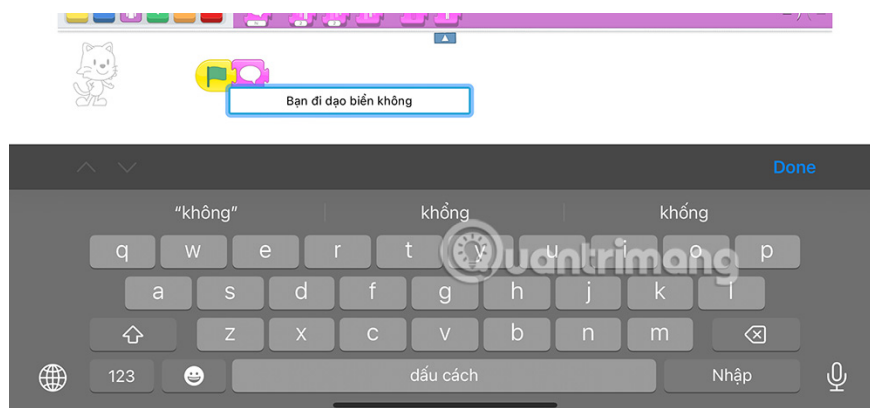 Bạn đi dạo biển không
Done
“không” khổng khống
q w e r t y u i o p
Quantrimang
a s d f g h j k l
z x c v b n m
123 dấu cách Nhập